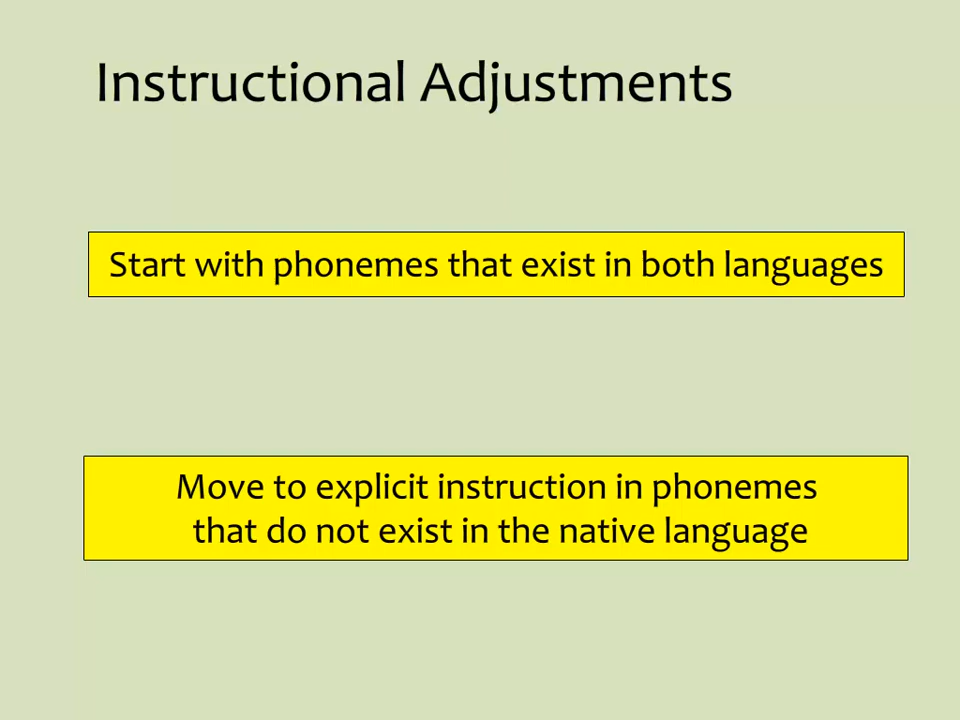 Instructional Adjustments
Start with phonemes that exist in both languages
Move to explicit instruction in phonemes
that do not exist in the native language